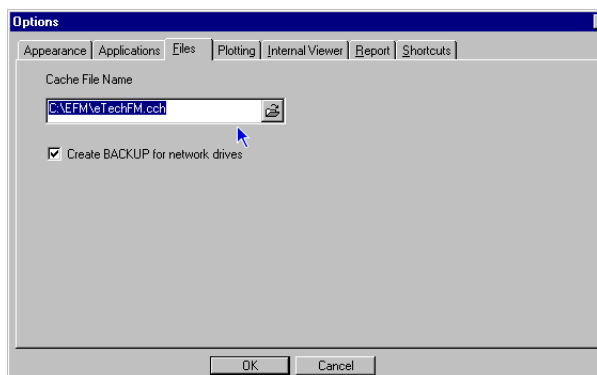 Options
Appearance Applications Files Plotting Internal Viewer Report Shortcuts
Cache File Name
C:\EFM\eTechFM.cch
Create BACKUP for network drives
OK Cancel